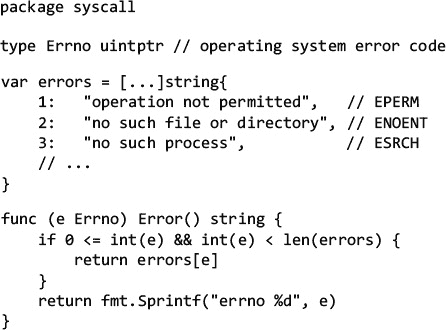 package syscall
type Errno uintptr // operating system error code
var errors = [...]string{
    1:   "operation not permitted",   // EPERM
    2:   "no such file or directory", // ENOENT
    3:   "no such process",           // ESRCH
    // ...
}
func (e Errno) Error() string {
    if 0 <= int(e) && int(e) < len(errors) {
        return errors[e]
    }
    return fmt.Sprintf("errno %d", e)
}